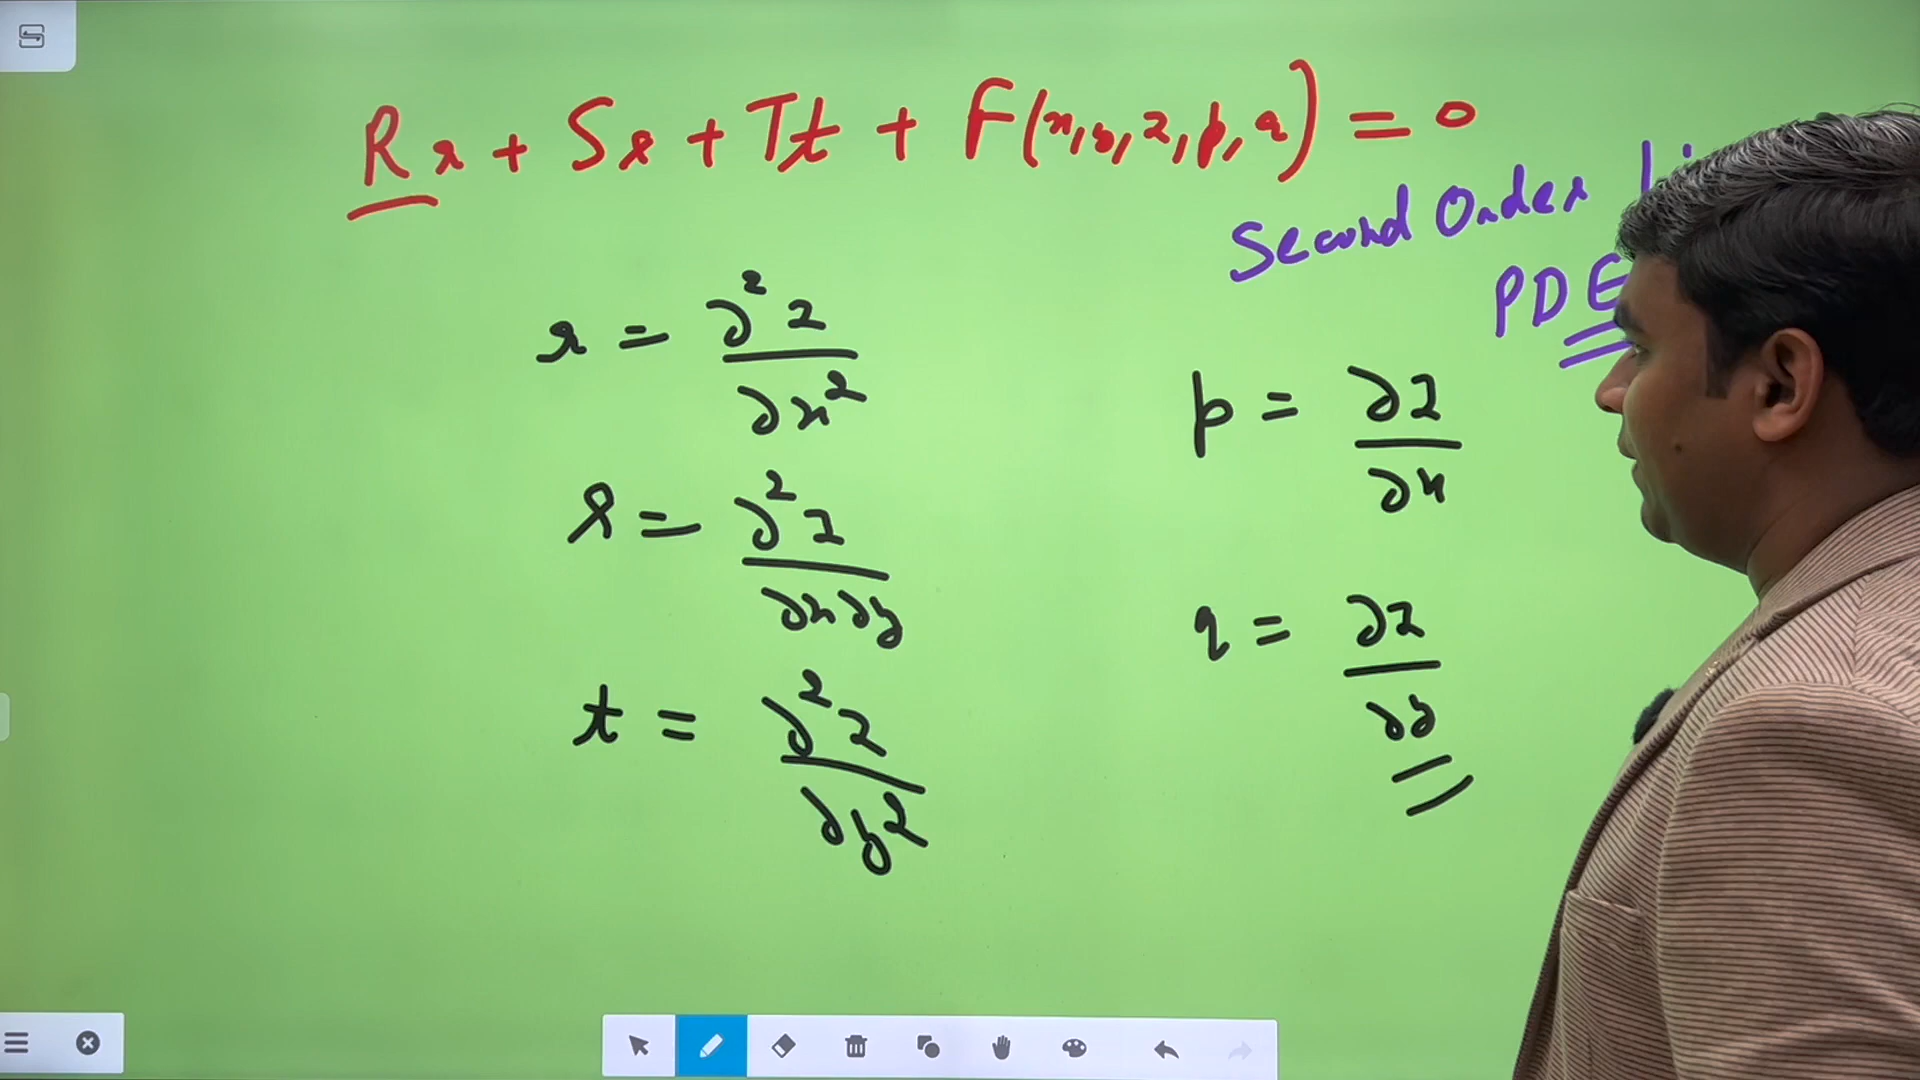 Rr + Ss + Tt + F(x,y,z,p,q) = 0
Second Order
PDE
r = ∂²z/∂x²
p = ∂z/∂x
s = ∂²z/∂x∂y
q = ∂z/∂y
t = ∂²z/∂y²